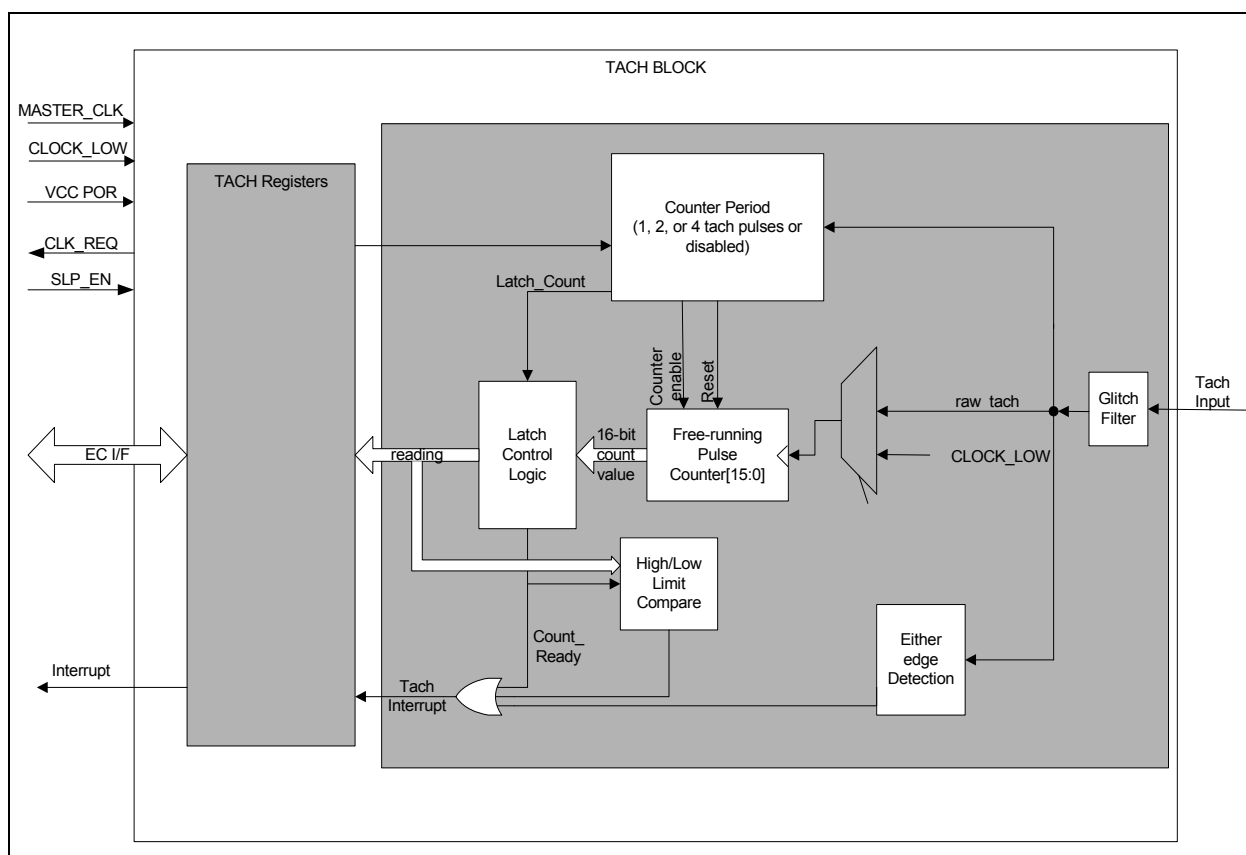 TACH BLOCK
MASTER_CLK
CLOCK_LOW
VCC POR
CLK_REQ
SLP_EN
TACH Registers
Counter Period
(1, 2, or 4 tach pulses or
disabled)
Latch_Count
Counter
enable
Reset
raw_tach
Glitch
Filter
Tach
Input
EC I/F
reading
Latch
Control
Logic
16-bit
count
value
Free-running
Pulse
Counter[15:0]
CLOCK_LOW
High/Low
Limit
Compare
Count_
Ready
Either
edge
Detection
Interrupt
Tach
Interrupt